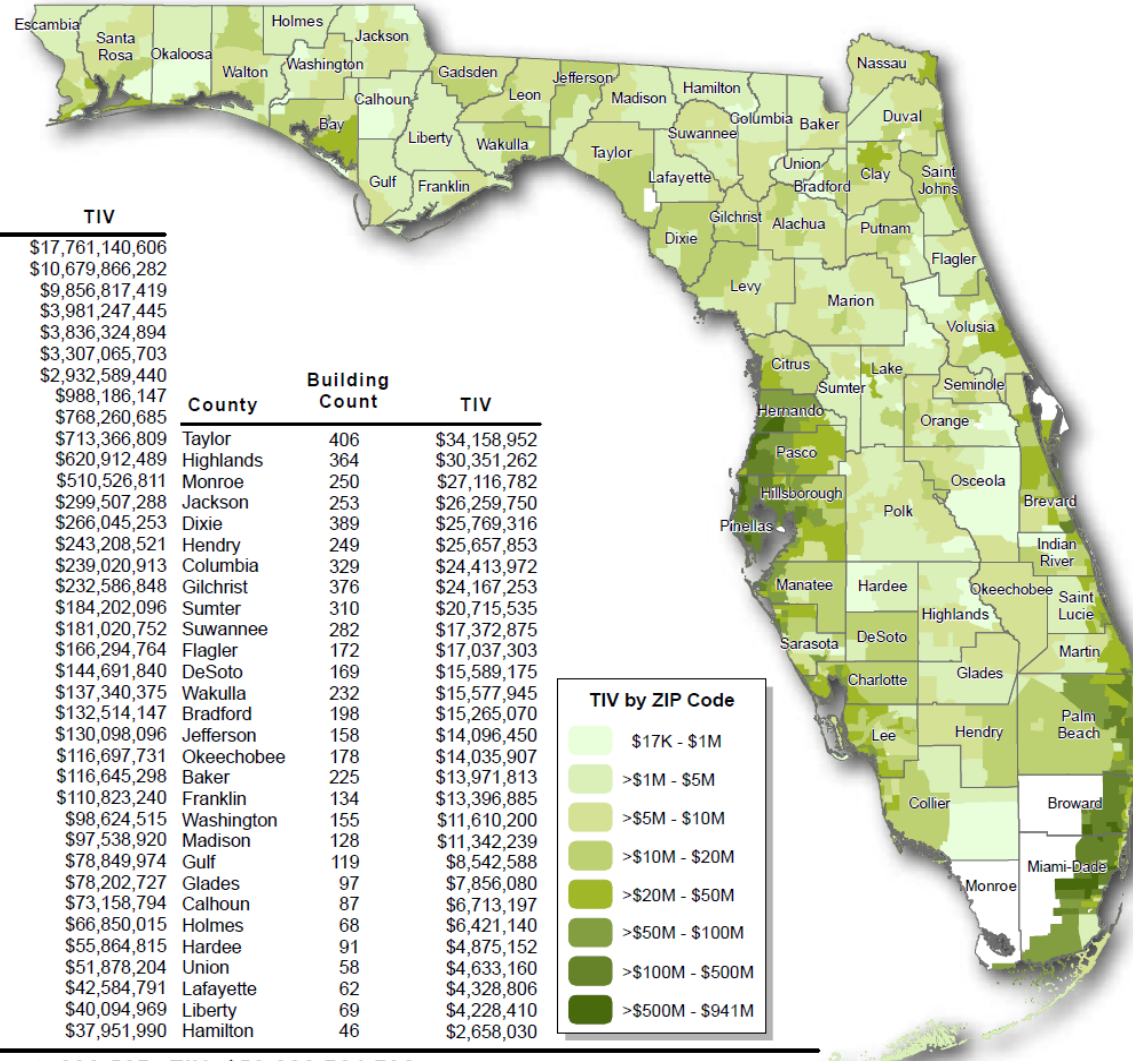 Escambia
Santa
Rosa
Okaloosa
Walton
Holmes
Washington
Jackson
Bay
Calhoun
Gulf
Liberty
Franklin
Gadsden
Leon
Wakulla
Jefferson
Madison
Taylor
Hamilton
Suwannee
Lafayette
Columbia
Baker
Nassau
Duval
Union
Bradford
Clay
Saint
Johns
Gilchrist
Alachua
Putnam
Dixie
Levy
Flagler
Marion
Volusia
Citrus
Sumter
Lake
Seminole
Hernando
Orange
Pasco
Osceola
Hillsborough
Polk
Brevard
Pinellas
Indian
River
Manatee
Hardee
Okeechobee
Saint
Lucie
Highlands
Sarasota
DeSoto
Martin
Charlotte
Glades
Palm
Beach
Lee
Hendry
Collier
Broward
Miami-Dade
Monroe
TIV
$17,761,140,606
$10,679,866,282
$9,856,817,419
$3,981,247,445
$3,836,324,894
$3,307,065,703
$2,932,589,440
$988,186,147
$768,260,685
$713,366,809
$620,912,489
$510,526,811
$299,507,288
$266,045,253
$243,208,521
$239,020,913
$232,586,848
$184,202,096
$181,020,752
$166,294,764
$144,691,840
$137,340,375
$132,514,147
$130,098,096
$116,697,731
$116,645,298
$110,823,240
$98,624,515
$97,538,920
$78,849,974
$78,202,727
$73,158,794
$66,850,015
$55,864,815
$51,878,204
$42,584,791
$40,094,969
$37,951,990
County Building Count TIV
Taylor 406 $34,158,952
Highlands 364 $30,351,262
Monroe 250 $27,116,782
Jackson 253 $26,259,750
Dixie 389 $25,769,316
Hendry 249 $25,657,853
Columbia 329 $24,413,972
Gilchrist 376 $24,167,253
Sumter 310 $20,715,535
Suwannee 282 $17,372,875
Flagler 172 $17,037,303
DeSoto 169 $15,589,175
Wakulla 232 $15,577,945
Bradford 198 $15,265,070
Jefferson 158 $14,096,450
Okeechobee 178 $14,035,907
Baker 225 $13,971,813
Franklin 134 $13,396,885
Washington 155 $11,610,200
Madison 128 $11,342,239
Gulf 119 $8,542,588
Glades 97 $7,856,080
Calhoun 87 $6,713,197
Holmes 68 $6,421,140
Hardee 91 $4,875,152
Union 58 $4,633,160
Lafayette 62 $4,328,806
Liberty 69 $4,228,410
Hamilton 46 $2,658,030
TIV by ZIP Code
$17K - $1M
>$1M - $5M
>$5M - $10M
>$10M - $20M
>$20M - $50M
>$50M - $100M
>$100M - $500M
>$500M - $941M